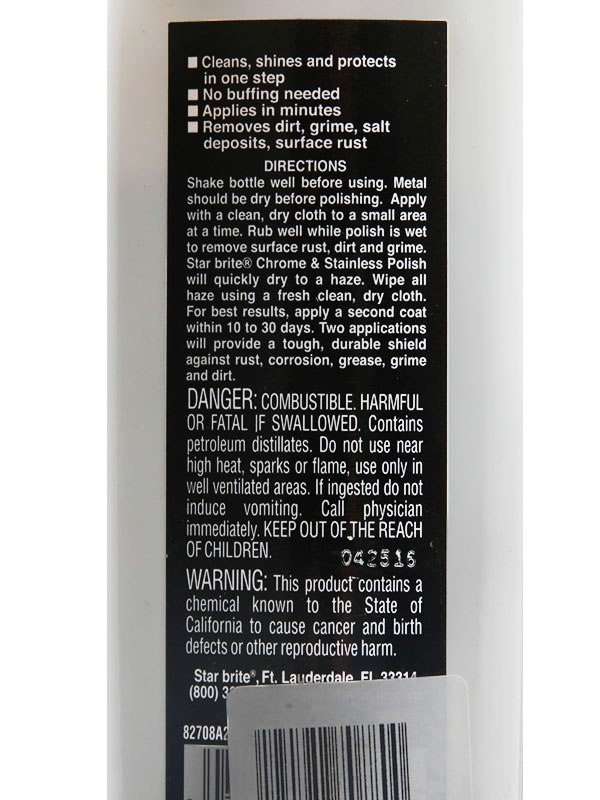 ■ Cleans, shines and protects
in one step
■ No buffing needed
■ Applies in minutes
■ Removes dirt, grime, salt
deposits, surface rust
DIRECTIONS
Shake bottle well before using. Metal
should be dry before polishing. Apply
with a clean, dry cloth to a small area
at a time. Rub well while polish is wet
to remove surface rust, dirt and grime.
Star brite® Chrome & Stainless Polish
will quickly dry to a haze. Wipe all
haze using a fresh clean, dry cloth.
For best results, apply a second coat
within 10 to 30 days. Two applications
will provide a tough, durable shield
against rust, corrosion, grease, grime
and dirt.
DANGER: COMBUSTIBLE. HARMFUL
OR FATAL IF SWALLOWED. Contains
petroleum distillates. Do not use near
high heat, sparks or flame, use only in
well ventilated areas. If ingested do not
induce vomiting. Call physician
immediately. KEEP OUT OF THE REACH
OF CHILDREN.
042515
WARNING: This product contains a
chemical known to the State of
California to cause cancer and birth
defects or other reproductive harm.
Star brite®, Ft. Lauderdale, FL
(800)